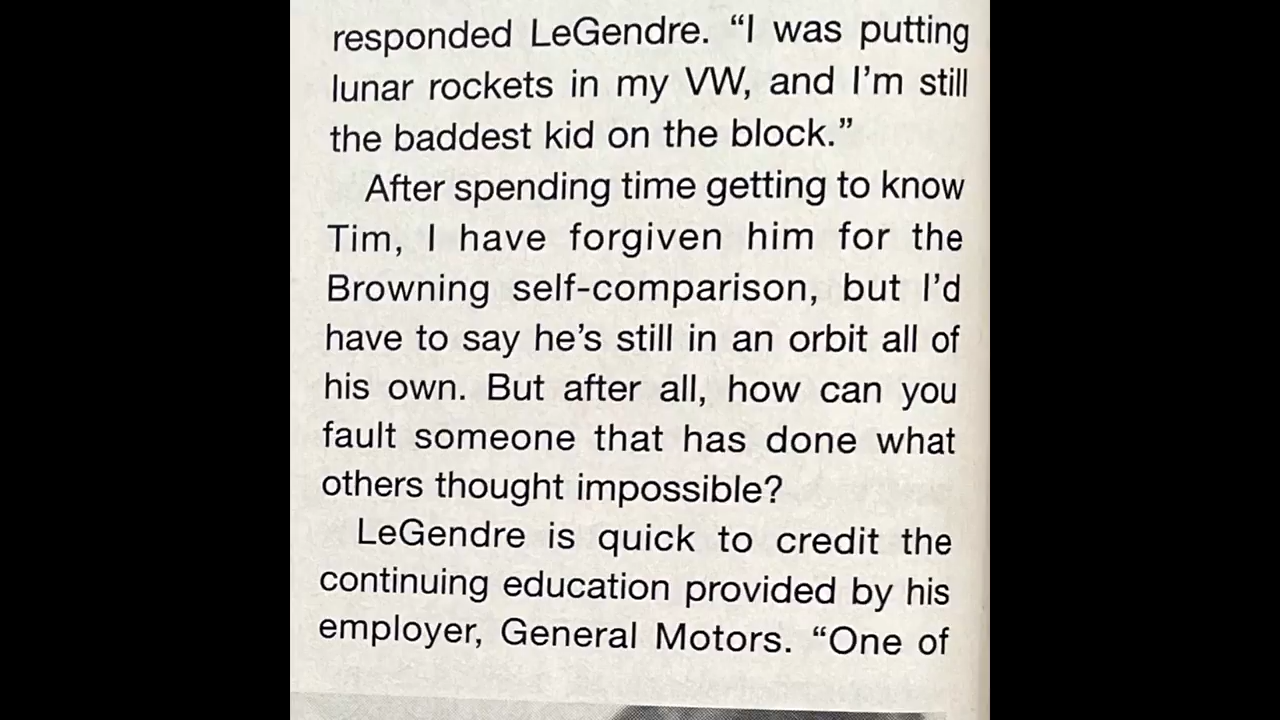 responded LeGendre. “I was putting
lunar rockets in my VW, and I’m still
the baddest kid on the block.”
After spending time getting to know
Tim, I have forgiven him for the
Browning self-comparison, but I’d
have to say he’s still in an orbit all of
his own. But after all, how can you
fault someone that has done what
others thought impossible?
LeGendre is quick to credit the
continuing education provided by his
employer, General Motors. “One of